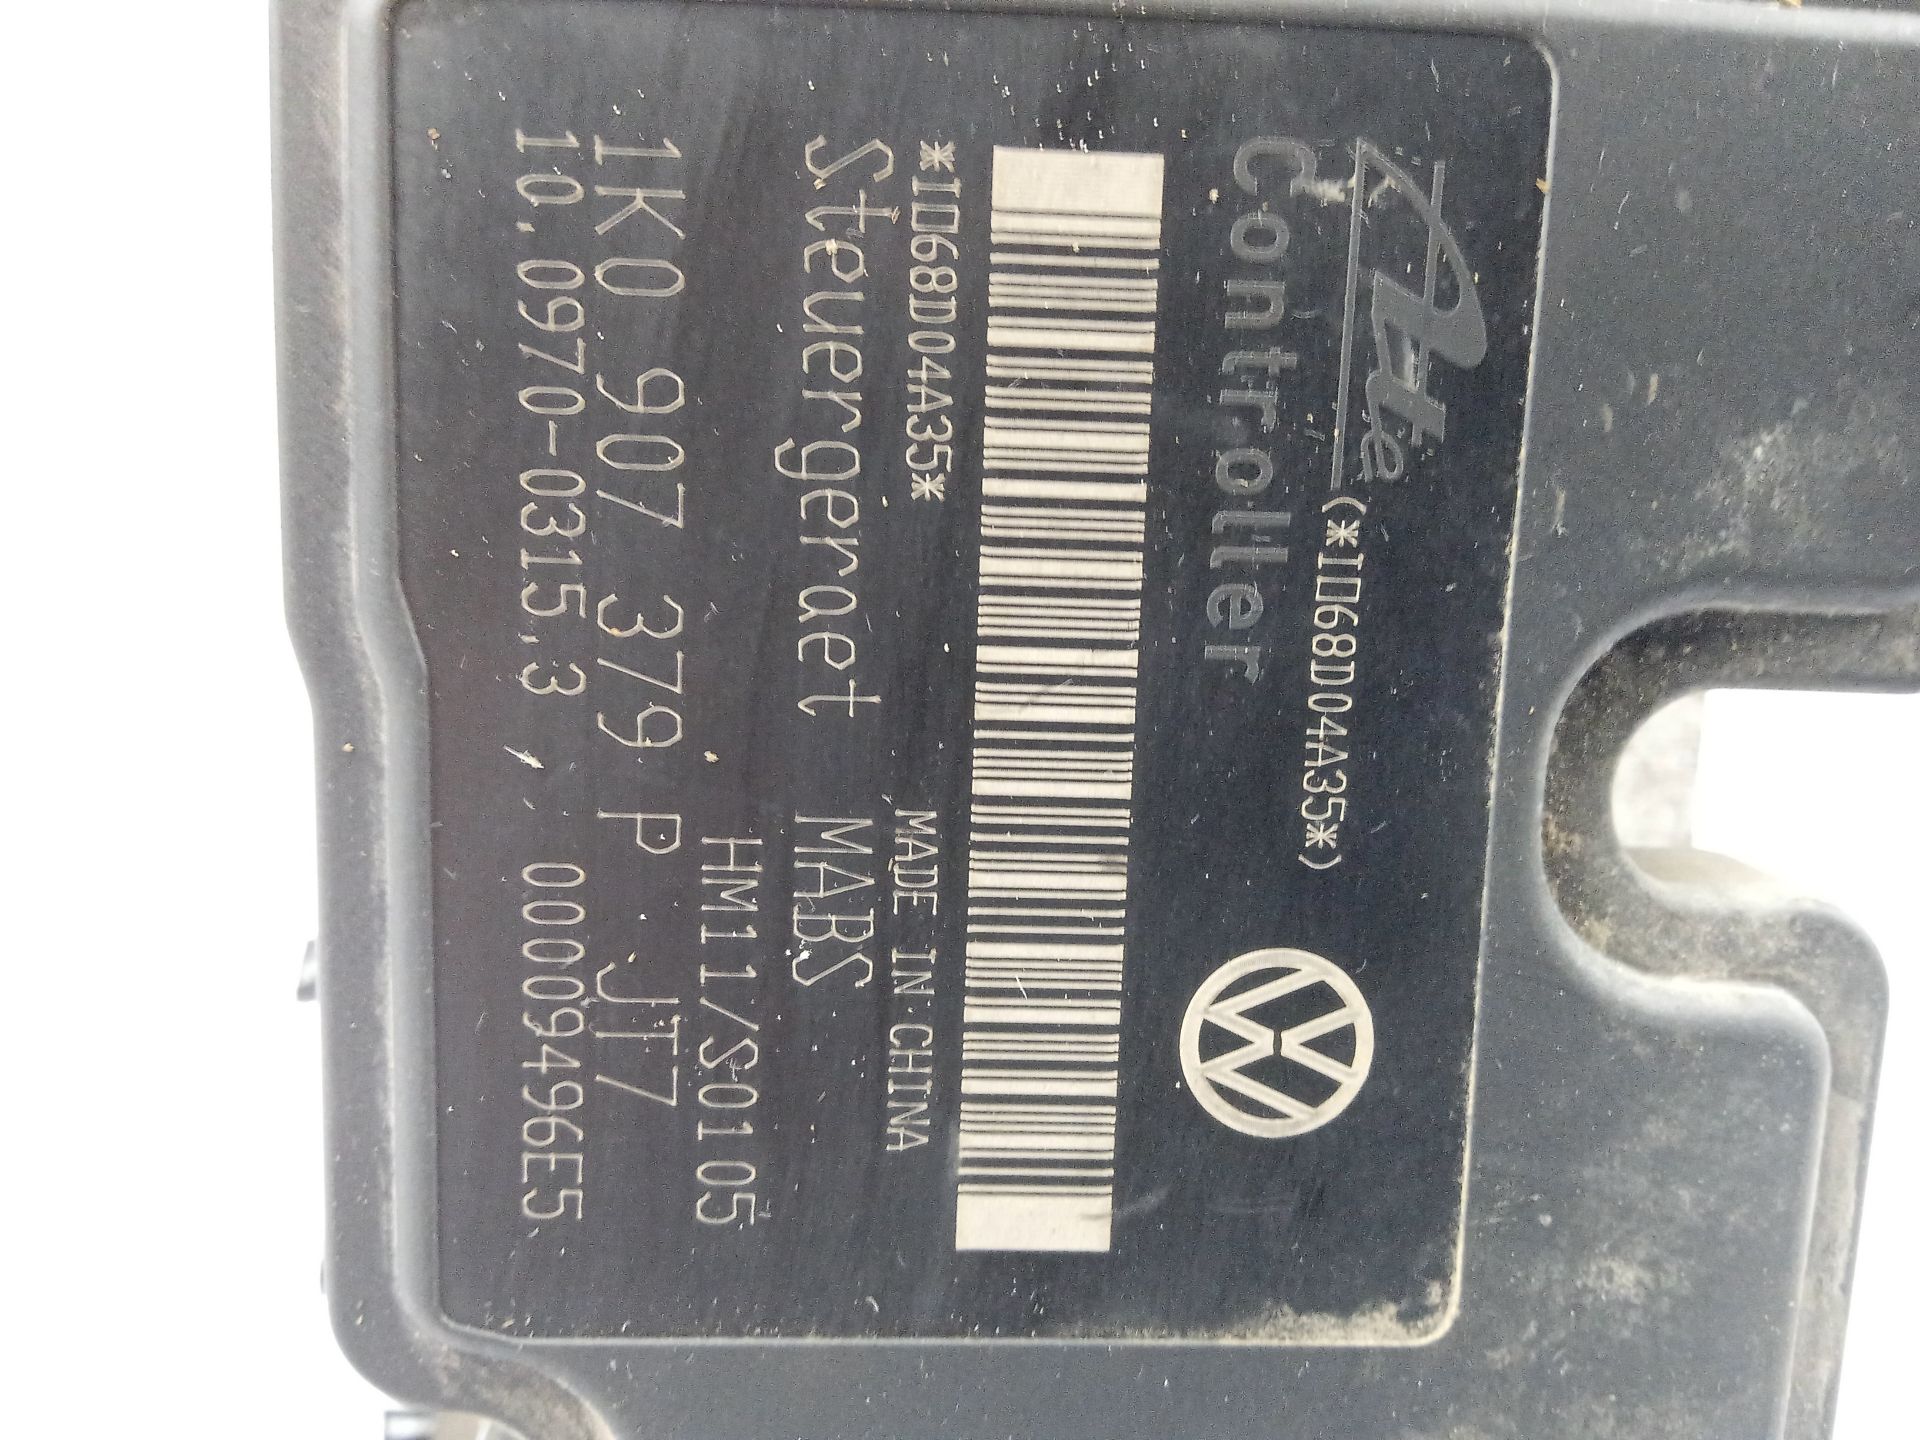 Ate (*ID68D04A35*)
Controller
*ID68D04A35* MADE IN CHINA
Steuergeraet MABS
HM11/S0105
1K0 907 379 P JT7
10.0970-0315.3 , 00009496E5